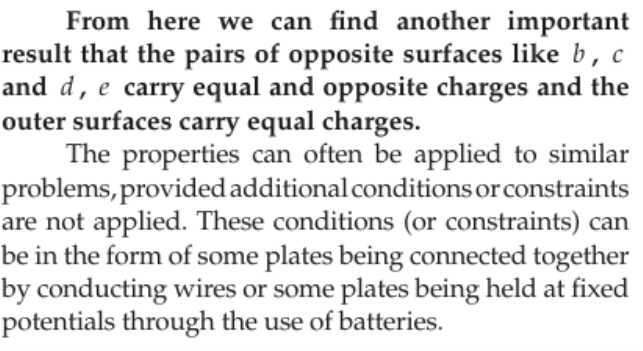 From here we can find another important
result that the pairs of opposite surfaces like b, c
and d, e carry equal and opposite charges and the
outer surfaces carry equal charges.
The properties can often be applied to similar
problems, provided additional conditions or constraints
are not applied. These conditions (or constraints) can
be in the form of some plates being connected together
by conducting wires or some plates being held at fixed
potentials through the use of batteries.